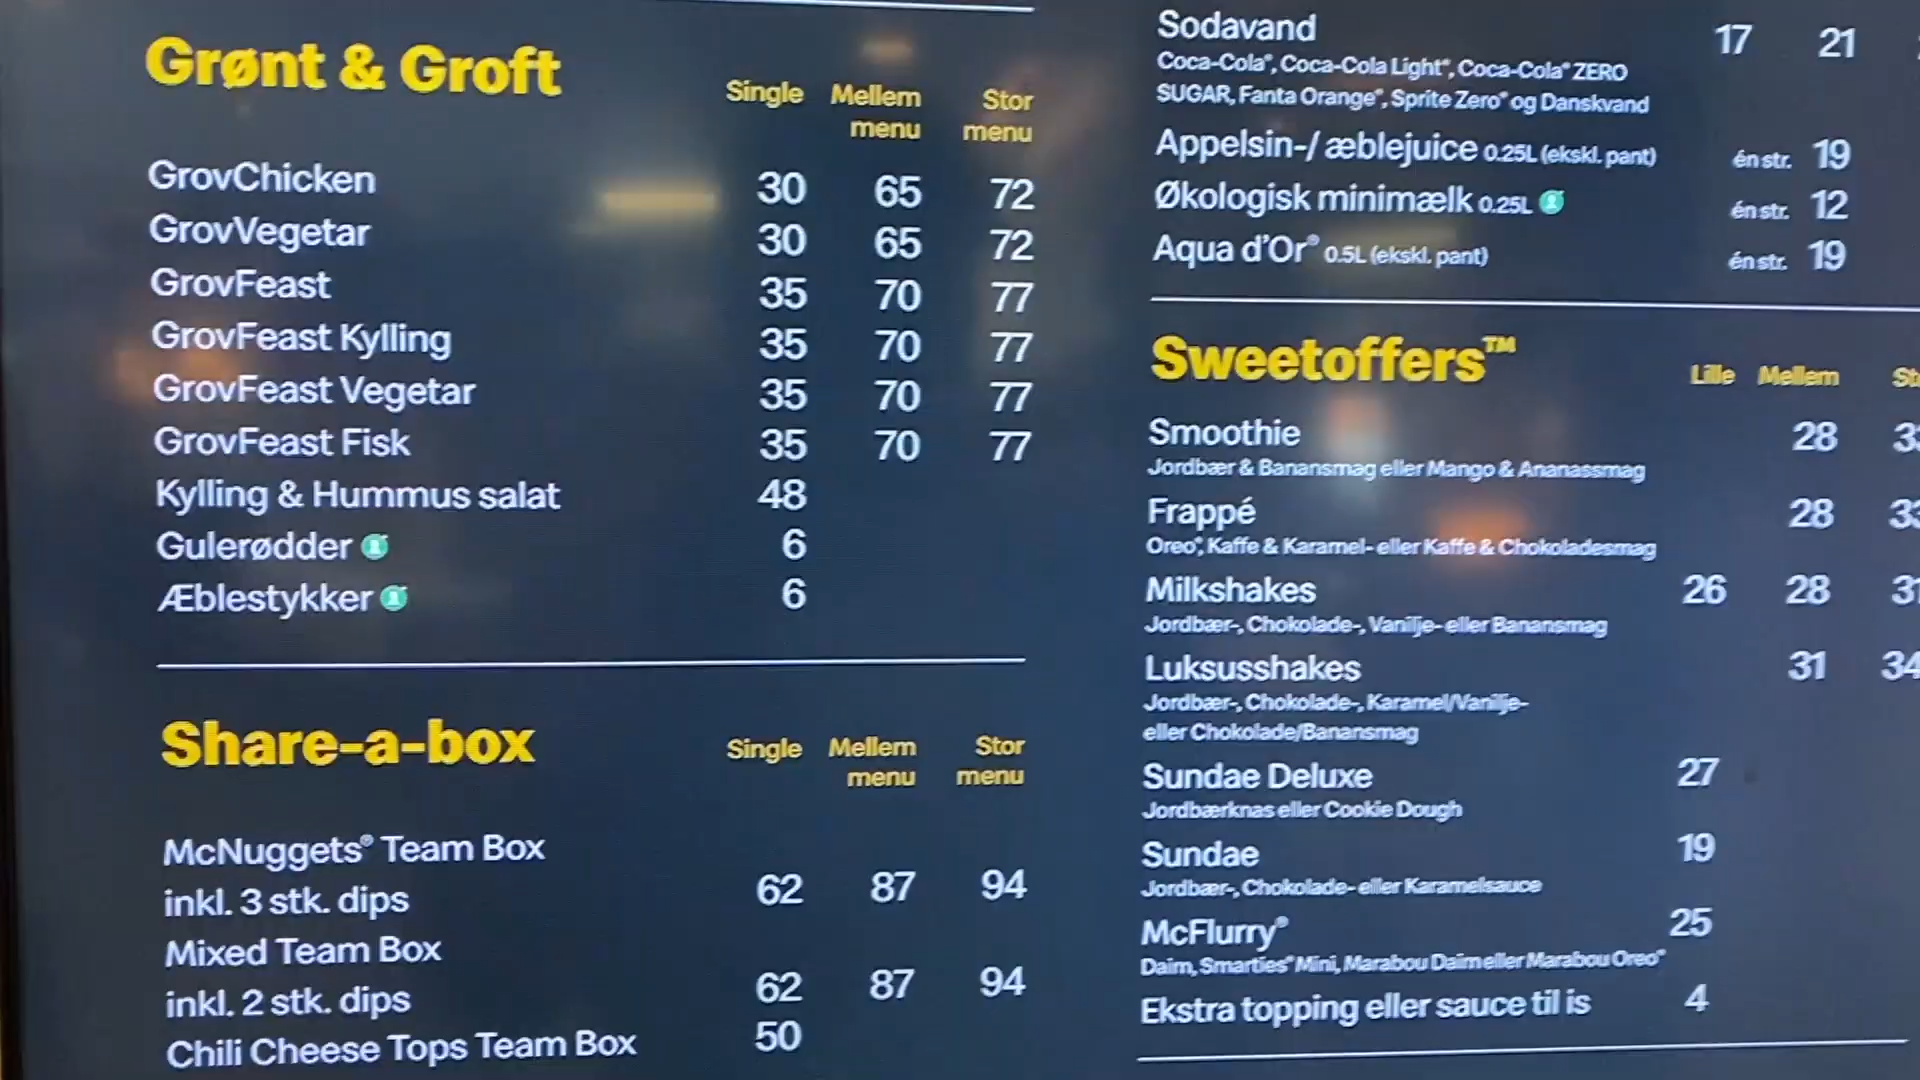 Grønt & Groft
Single Mellem menu Stor menu
GrovChicken 30 65 72
GrovVegetar 30 65 72
GrovFeast 35 70 77
GrovFeast Kylling 35 70 77
GrovFeast Vegetar 35 70 77
GrovFeast Fisk 35 70 77
Kylling & Hummus salat 48
Gulerødder 6
Æblestykker 6
Share-a-box
Single Mellem menu Stor menu
McNuggets® Team Box
inkl. 3 stk. dips 62 87 94
Mixed Team Box
inkl. 2 stk. dips 62 87 94
Chili Cheese Tops Team Box 50
Sodavand 17 21
Coca-Cola®, Coca-Cola Light®, Coca-Cola® ZERO
SUGAR, Fanta Orange®, Sprite Zero® og Danskvand
Appelsin-/æblejuice 0.25L (ekskl. pant) én str. 19
Økologisk minimælk 0.25L én str. 12
Aqua d'Or® 0.5L (ekskl. pant) én str. 19
Sweetoffers™
Lille Mellem
Smoothie 28
Jordbær & Banansmag eller Mango & Ananassmag
Frappé 28 33
Oreo®, Kaffe & Karamel- eller Kaffe & Chokoladesmag
Milkshakes 26 28 31
Jordbær-, Chokolade-, Vanilje- eller Banansmag
Luksusshakes 31 34
Jordbær-, Chokolade-, Karamel/Vanilje-
eller Chokolade/Banansmag
Sundae Deluxe 27
Jordbærknas eller Cookie Dough
Sundae 19
Jordbær-, Chokolade- eller Karamelsauce
McFlurry® 25
Daim, Smarties® Mini, Marabou Daim eller Marabou Oreo®
Ekstra topping eller sauce til is 4